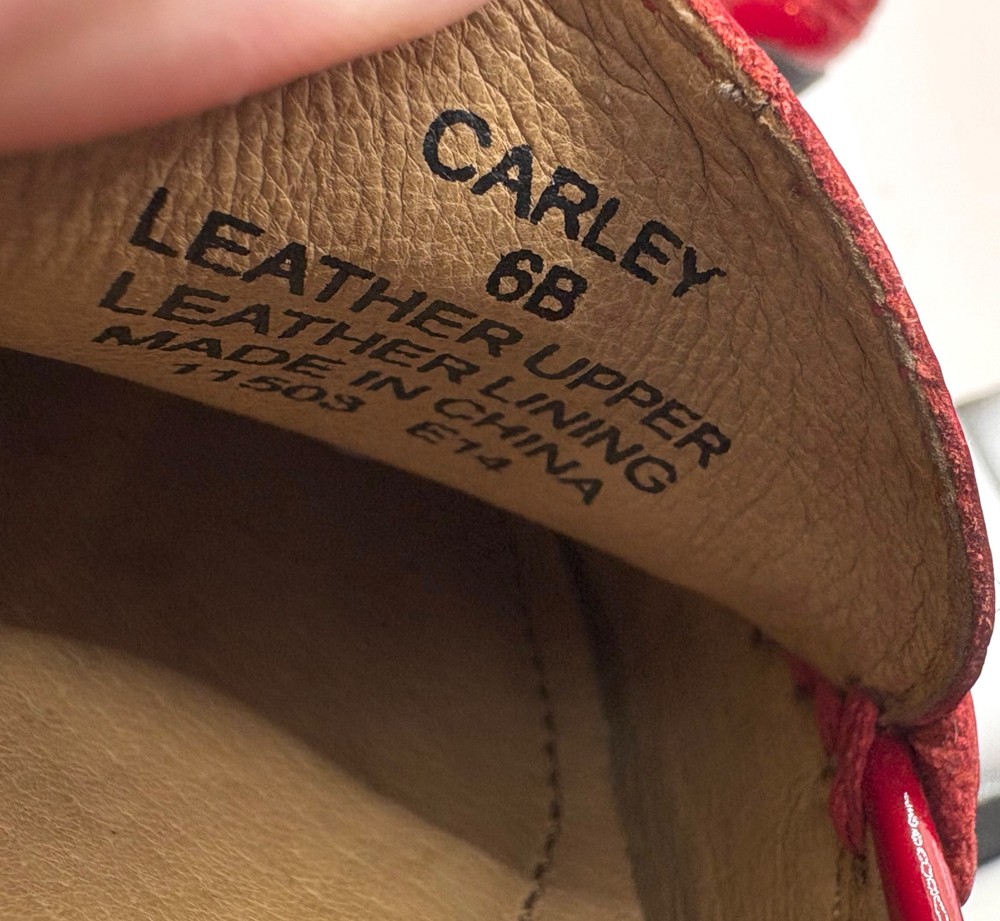 CARLEY
6B
LEATHER UPPER
LEATHER LINING
MADE IN CHINA
11503 E14